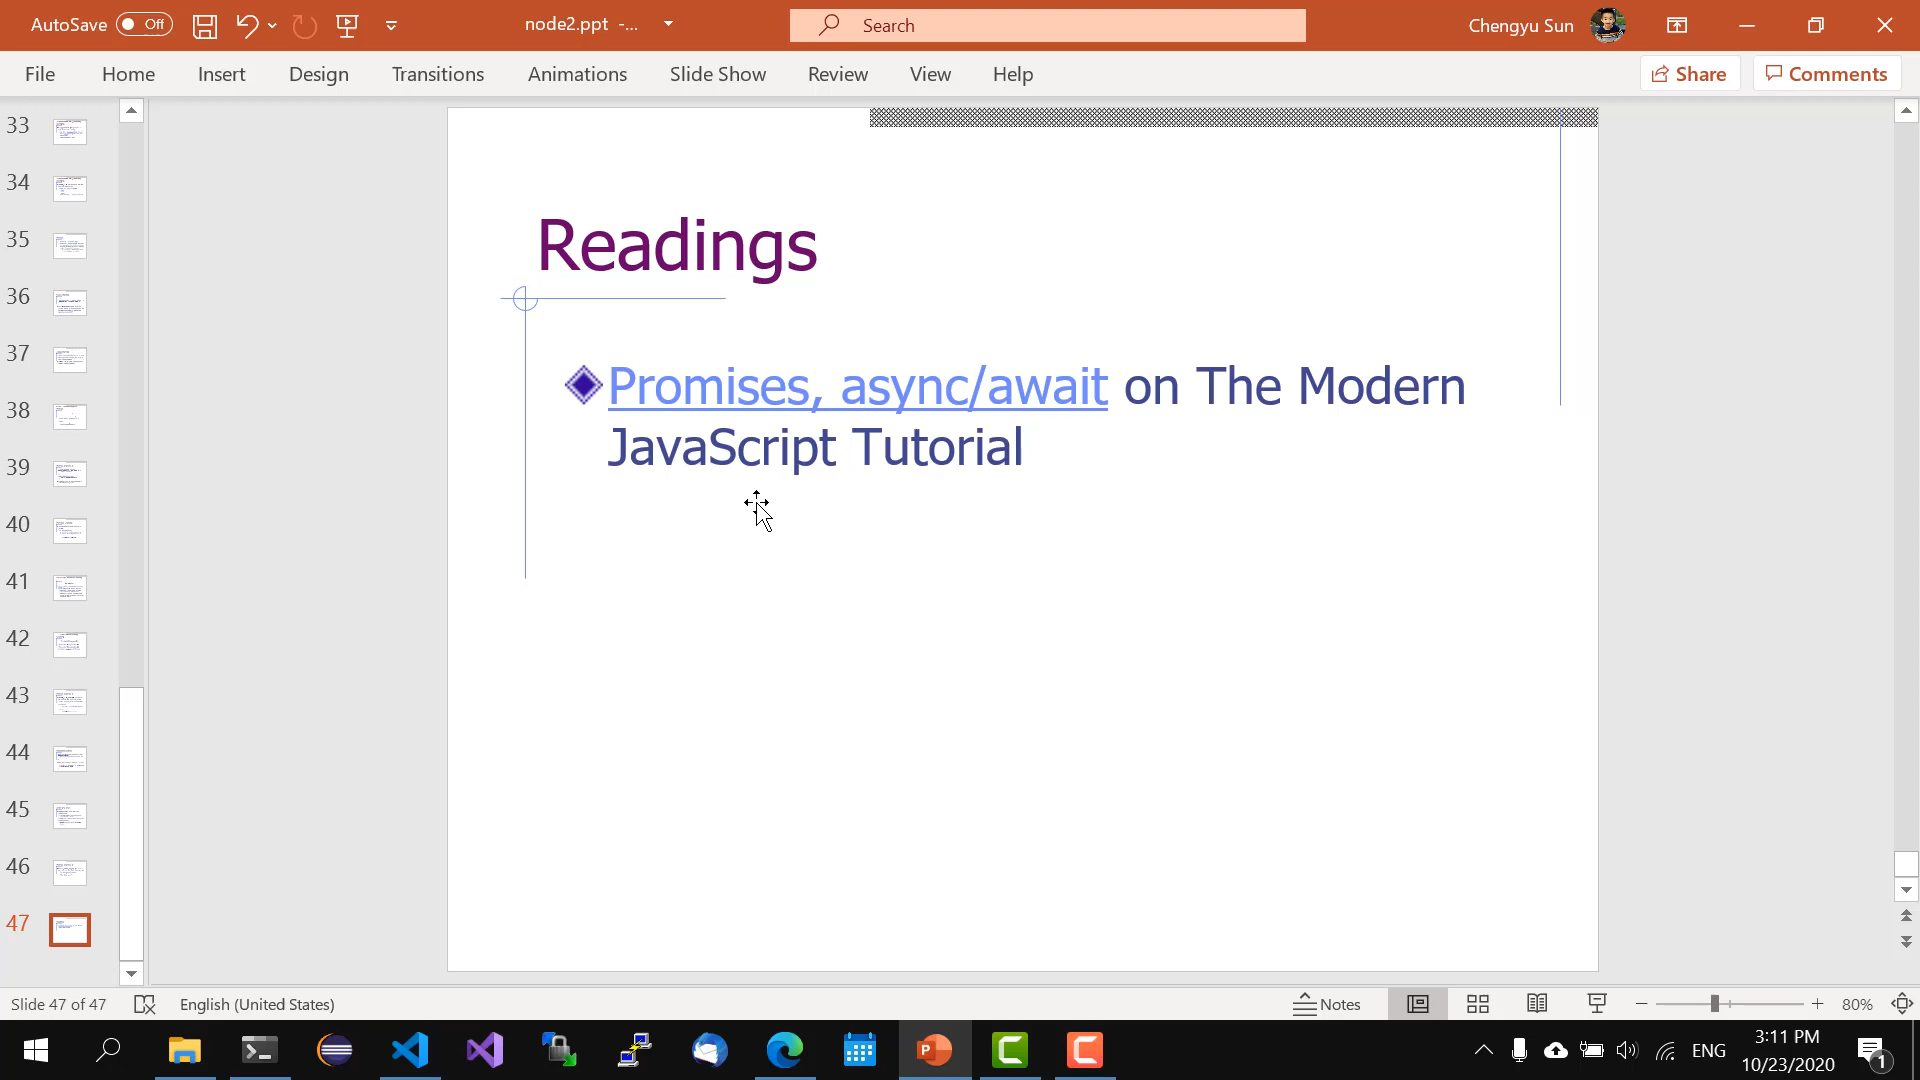 AutoSave Off node2.ppt -... Search Chengyu Sun
File Home Insert Design Transitions Animations Slide Show Review View Help Share Comments
33
34
35
36
37
38
39
40
41
42
43
44
45
46
47
Readings
Promises, async/await on The Modern
JavaScript Tutorial
Slide 47 of 47 English (United States) Notes 80%
ENG
3:11 PM
10/23/2020
1